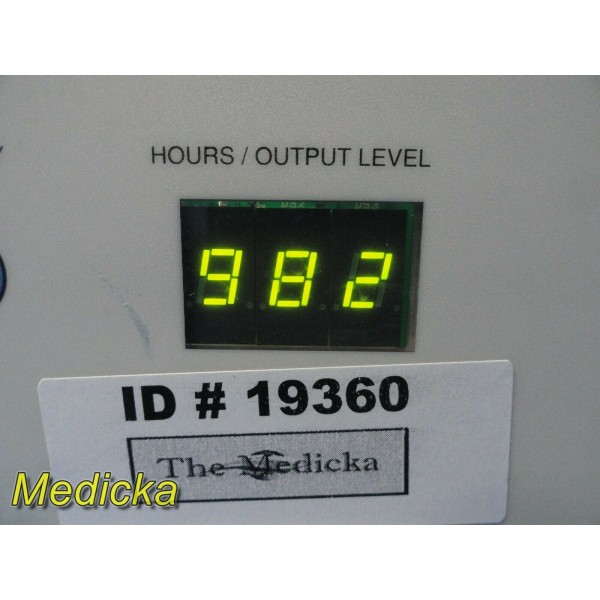 HOURS / OUTPUT LEVEL
982
ID # 19360
The Medicka
Medicka